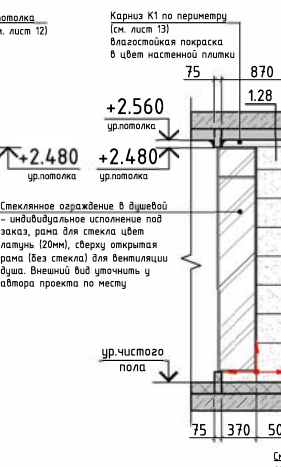 потолка
лист 12)
Карниз К1 по периметру
(см. лист 13)
влагостойкая покраска
в цвет настенной плитки
75
870
1.28
+2.560
ур.потолка
+2.480
ур.потолка
+2.480
ур.потолка
Стеклянное ограждение в душевой
- индивидуальное исполнение под
заказ, рама для стекла цвет
латунь (20мм), сверху открытая
рама (без стекла) для вентиляции
душа. Внешний вид уточнить у
автора проекта по месту
ур.чистого
пола
75
370
50